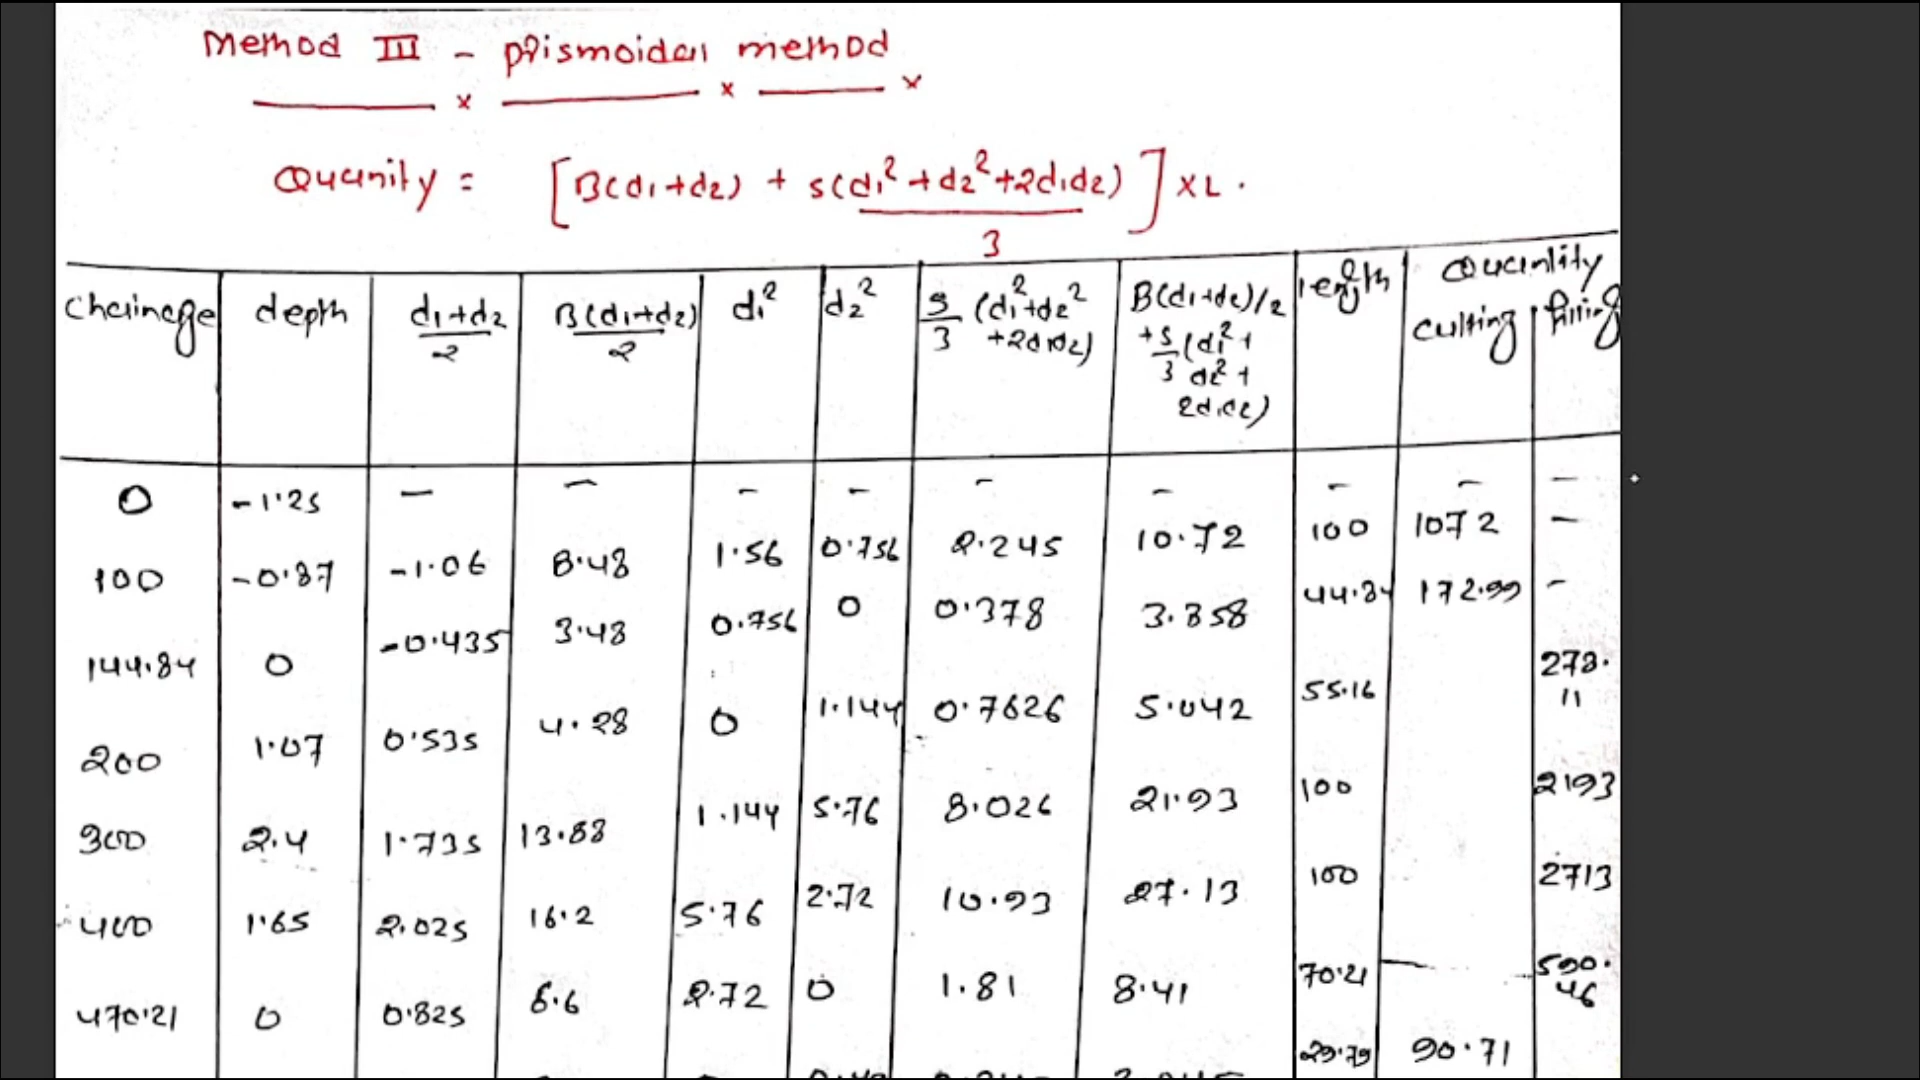 Method III - prismoidal method
Quanity = [B(d1+d2) + s(d1²+d2²+2d1d2)] x L .
3
chainage depth d1+d2 B(d1+d2) d1² d2² S (d1²+d2² B(d1+d2)/2 length Quantity
2 2 3 +2d1d2) + s (d1²+ cutting filling
3 d2²+
2d1d2)
0 -1.25 - - - - - - - - -
100 -0.87 -1.06 8.48 1.56 0.756 2.245 10.72 100 1072 -
144.84 0 -0.435 3.48 0.756 0 0.378 3.858 44.84 172.99 -
200 1.07 0.535 4.28 0 1.144 0.7626 5.042 55.16 278.
11
300 2.4 1.735 13.88 1.144 5.76 8.026 21.93 100 2193
400 1.65 2.025 16.2 5.76 2.72 10.93 27.13 100 2713
470.21 0 0.825 6.6 2.72 0 1.81 8.41 70.21 590.
46
29.79 90.71